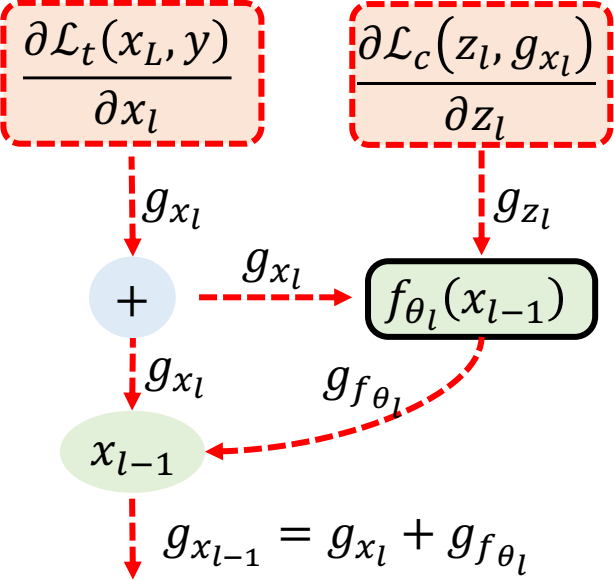 ∂ℒₜ(x_L, y)
∂x_l
∂ℒ_c(z_l, g_{x_l})
∂z_l
g_{x_l}
g_{z_l}
+
g_{x_l}
f_{θ_l}(x_{l−1})
g_{x_l}
g_{f_{θ_l}}
x_{l−1}
g_{x_{l−1}} = g_{x_l} + g_{f_{θ_l}}